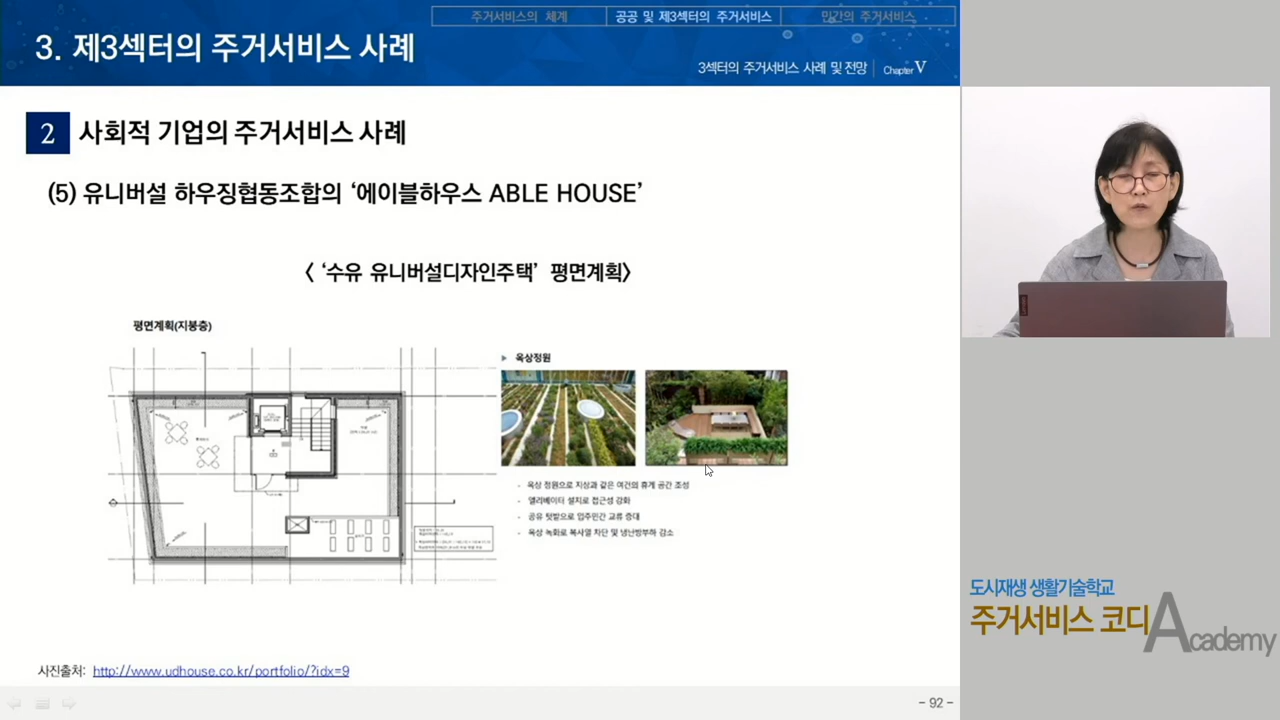 주거서비스의 체계
공공 및 제3섹터의 주거서비스
민간의 주거서비스
3. 제3섹터의 주거서비스 사례
3섹터의 주거서비스 사례 및 전망
Chapter V
2
사회적 기업의 주거서비스 사례
(5) 유니버설 하우징협동조합의 ‘에이블하우스 ABLE HOUSE’
〈 ‘수유 유니버설디자인주택’ 평면계획〉
평면계획(지붕층)
옥상정원
- 옥상 정원으로 지상과 같은 여건의 휴게 공간 조성
- 엘리베이터 설치로 접근성 강화
- 공유 텃밭으로 입주민간 교류 증대
- 옥상 녹화로 복사열 차단 및 냉난방부하 감소
사진출처: http://www.udhouse.co.kr/portfolio/?idx=9
- 92 -
도시재생 생활기술학교
주거서비스 코디 Academy